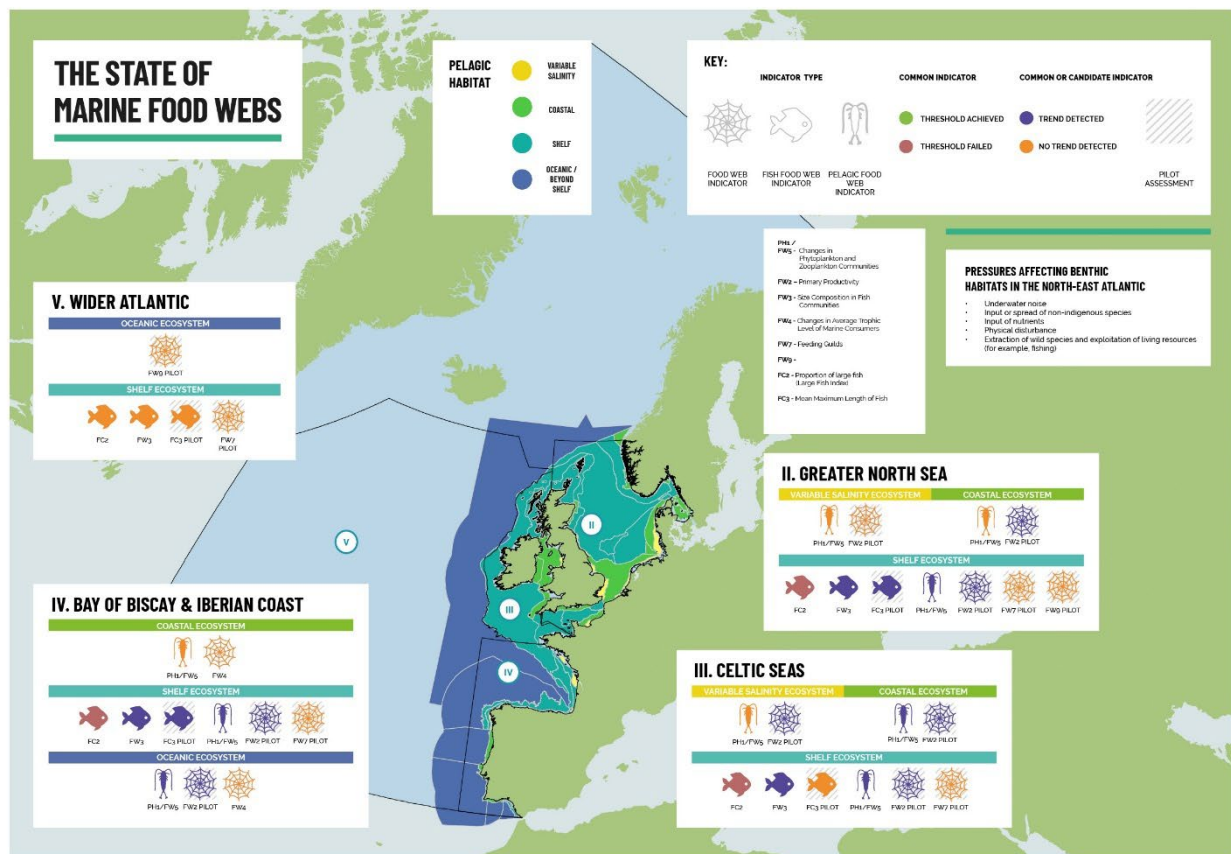 THE STATE OF
MARINE FOOD WEBS
PELAGIC
HABITAT
VARIABLE
SALINITY
COASTAL
SHELF
OCEANIC /
BEYOND
SHELF
KEY:
INDICATOR TYPE
COMMON INDICATOR
COMMON OR CANDIDATE INDICATOR
THRESHOLD ACHIEVED
TREND DETECTED
THRESHOLD FAILED
NO TREND DETECTED
FOOD WEB
INDICATOR
FISH FOOD WEB
INDICATOR
PELAGIC FOOD
WEB
INDICATOR
PILOT
ASSESSMENT
PH1 /
FW5 - Changes in
Phytoplankton and
Zooplankton Communities
FW2 – Primary Productivity
FW3 - Size Composition in Fish
Communities
FW4 - Changes in Average Trophic
Level of Marine Consumers
FW7 - Feeding Guilds
FW9 -
FC2 - Proportion of large fish
(Large Fish Index)
FC3 - Mean Maximum Length of Fish
PRESSURES AFFECTING BENTHIC
HABITATS IN THE NORTH-EAST ATLANTIC
• Underwater noise
• Input or spread of non-indigenous species
• Input of nutrients
• Physical disturbance
• Extraction of wild species and exploitation of living resources
(for example, fishing)
V. WIDER ATLANTIC
OCEANIC ECOSYSTEM
FW9 PILOT
SHELF ECOSYSTEM
FC2
FW3
FC3 PILOT
FW7
PILOT
II
V
III
IV
II. GREATER NORTH SEA
VARIABLE SALINITY ECOSYSTEM
COASTAL ECOSYSTEM
PH1/FW5
FW2 PILOT
PH1/FW5
FW2 PILOT
SHELF ECOSYSTEM
FC2
FW3
FC3 PILOT
PH1/FW5
FW2 PILOT
FW7 PILOT
FW9 PILOT
IV. BAY OF BISCAY & IBERIAN COAST
COASTAL ECOSYSTEM
PH1/FW5
FW4
SHELF ECOSYSTEM
FC2
FW3
FC3 PILOT
PH1/FW5
FW2 PILOT
FW7 PILOT
OCEANIC ECOSYSTEM
PH1/FW5
FW2 PILOT
FW4
III. CELTIC SEAS
VARIABLE SALINITY ECOSYSTEM
COASTAL ECOSYSTEM
PH1/FW5
FW2 PILOT
PH1/FW5
FW2 PILOT
SHELF ECOSYSTEM
FC2
FW3
FC3 PILOT
PH1/FW5
FW2 PILOT
FW7 PILOT